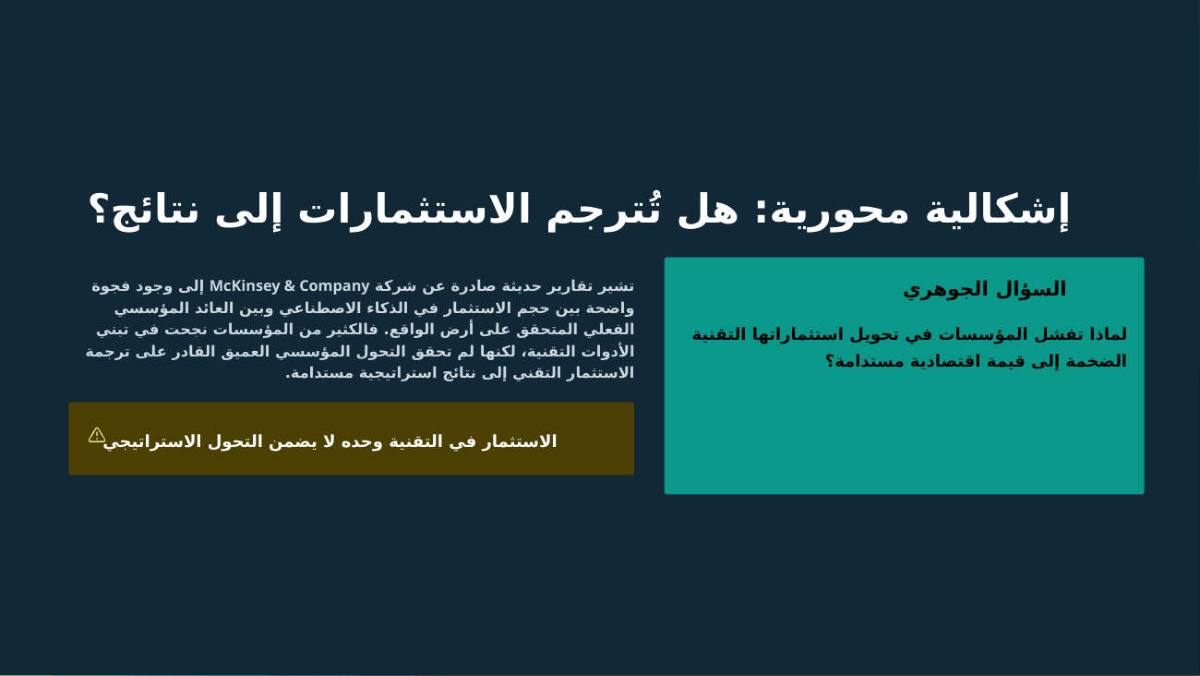 إشكالية محورية: هل تُترجم الاستثمارات إلى نتائج؟
السؤال الجوهري
لماذا تفشل المؤسسات في تحويل استثماراتها التقنية
الضخمة إلى قيمة اقتصادية مستدامة؟
تشير تقارير حديثة صادرة عن شركة McKinsey & Company إلى وجود فجوة
واضحة بين حجم الاستثمار في الذكاء الاصطناعي وبين العائد المؤسسي
الفعلي المتحقق على أرض الواقع. فالكثير من المؤسسات نجحت في تبني
الأدوات التقنية، لكنها لم تحقق التحول المؤسسي العميق القادر على ترجمة
الاستثمار التقني إلى نتائج استراتيجية مستدامة.
الاستثمار في التقنية وحده لا يضمن التحول الاستراتيجي